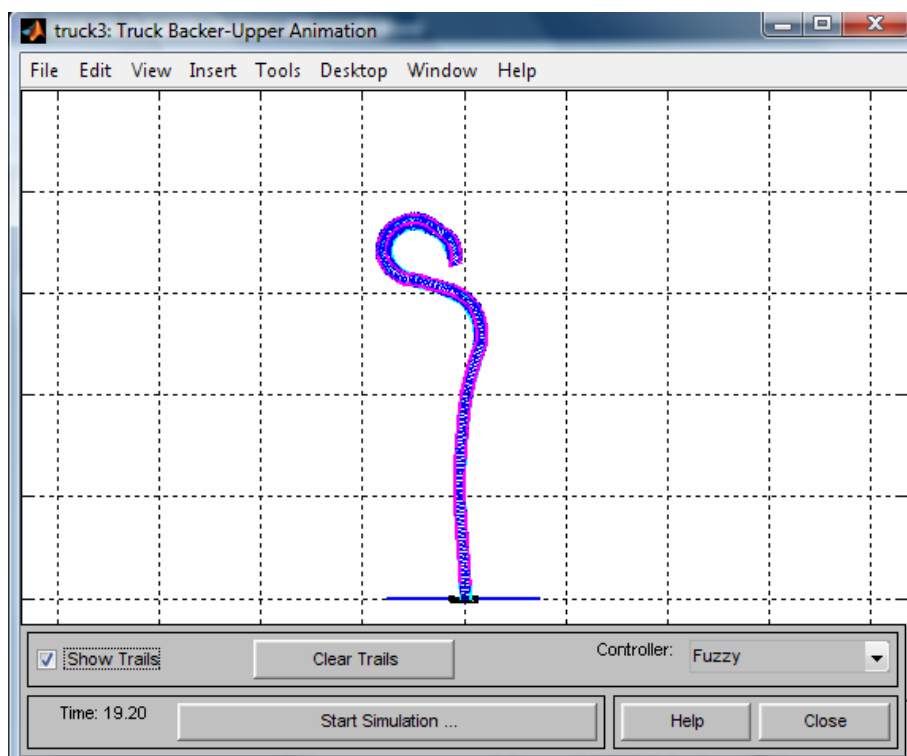 truck3: Truck Backer-Upper Animation
File Edit View Insert Tools Desktop Window Help
Show Trails Clear Trails Controller: Fuzzy
Time: 19.20 Start Simulation ... Help Close